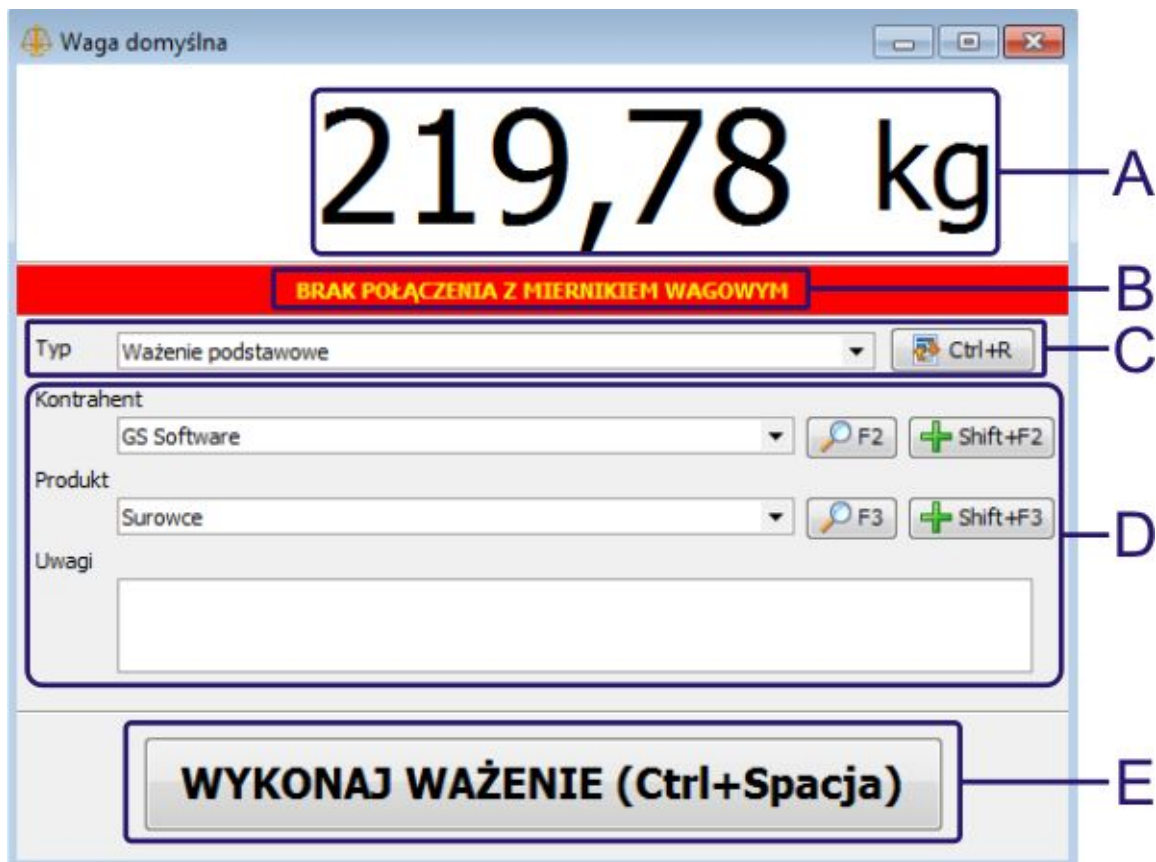 Waga domyślna
219,78 kg
A
BRAK POŁĄCZENIA Z MIERNIKIEM WAGOWYM
B
Typ Ważenie podstawowe Ctrl+R
C
Kontrahent
GS Software F2 Shift+F2
Produkt
Surowce F3 Shift+F3
D
Uwagi
WYKONAJ WAŻENIE (Ctrl+Spacja)
E